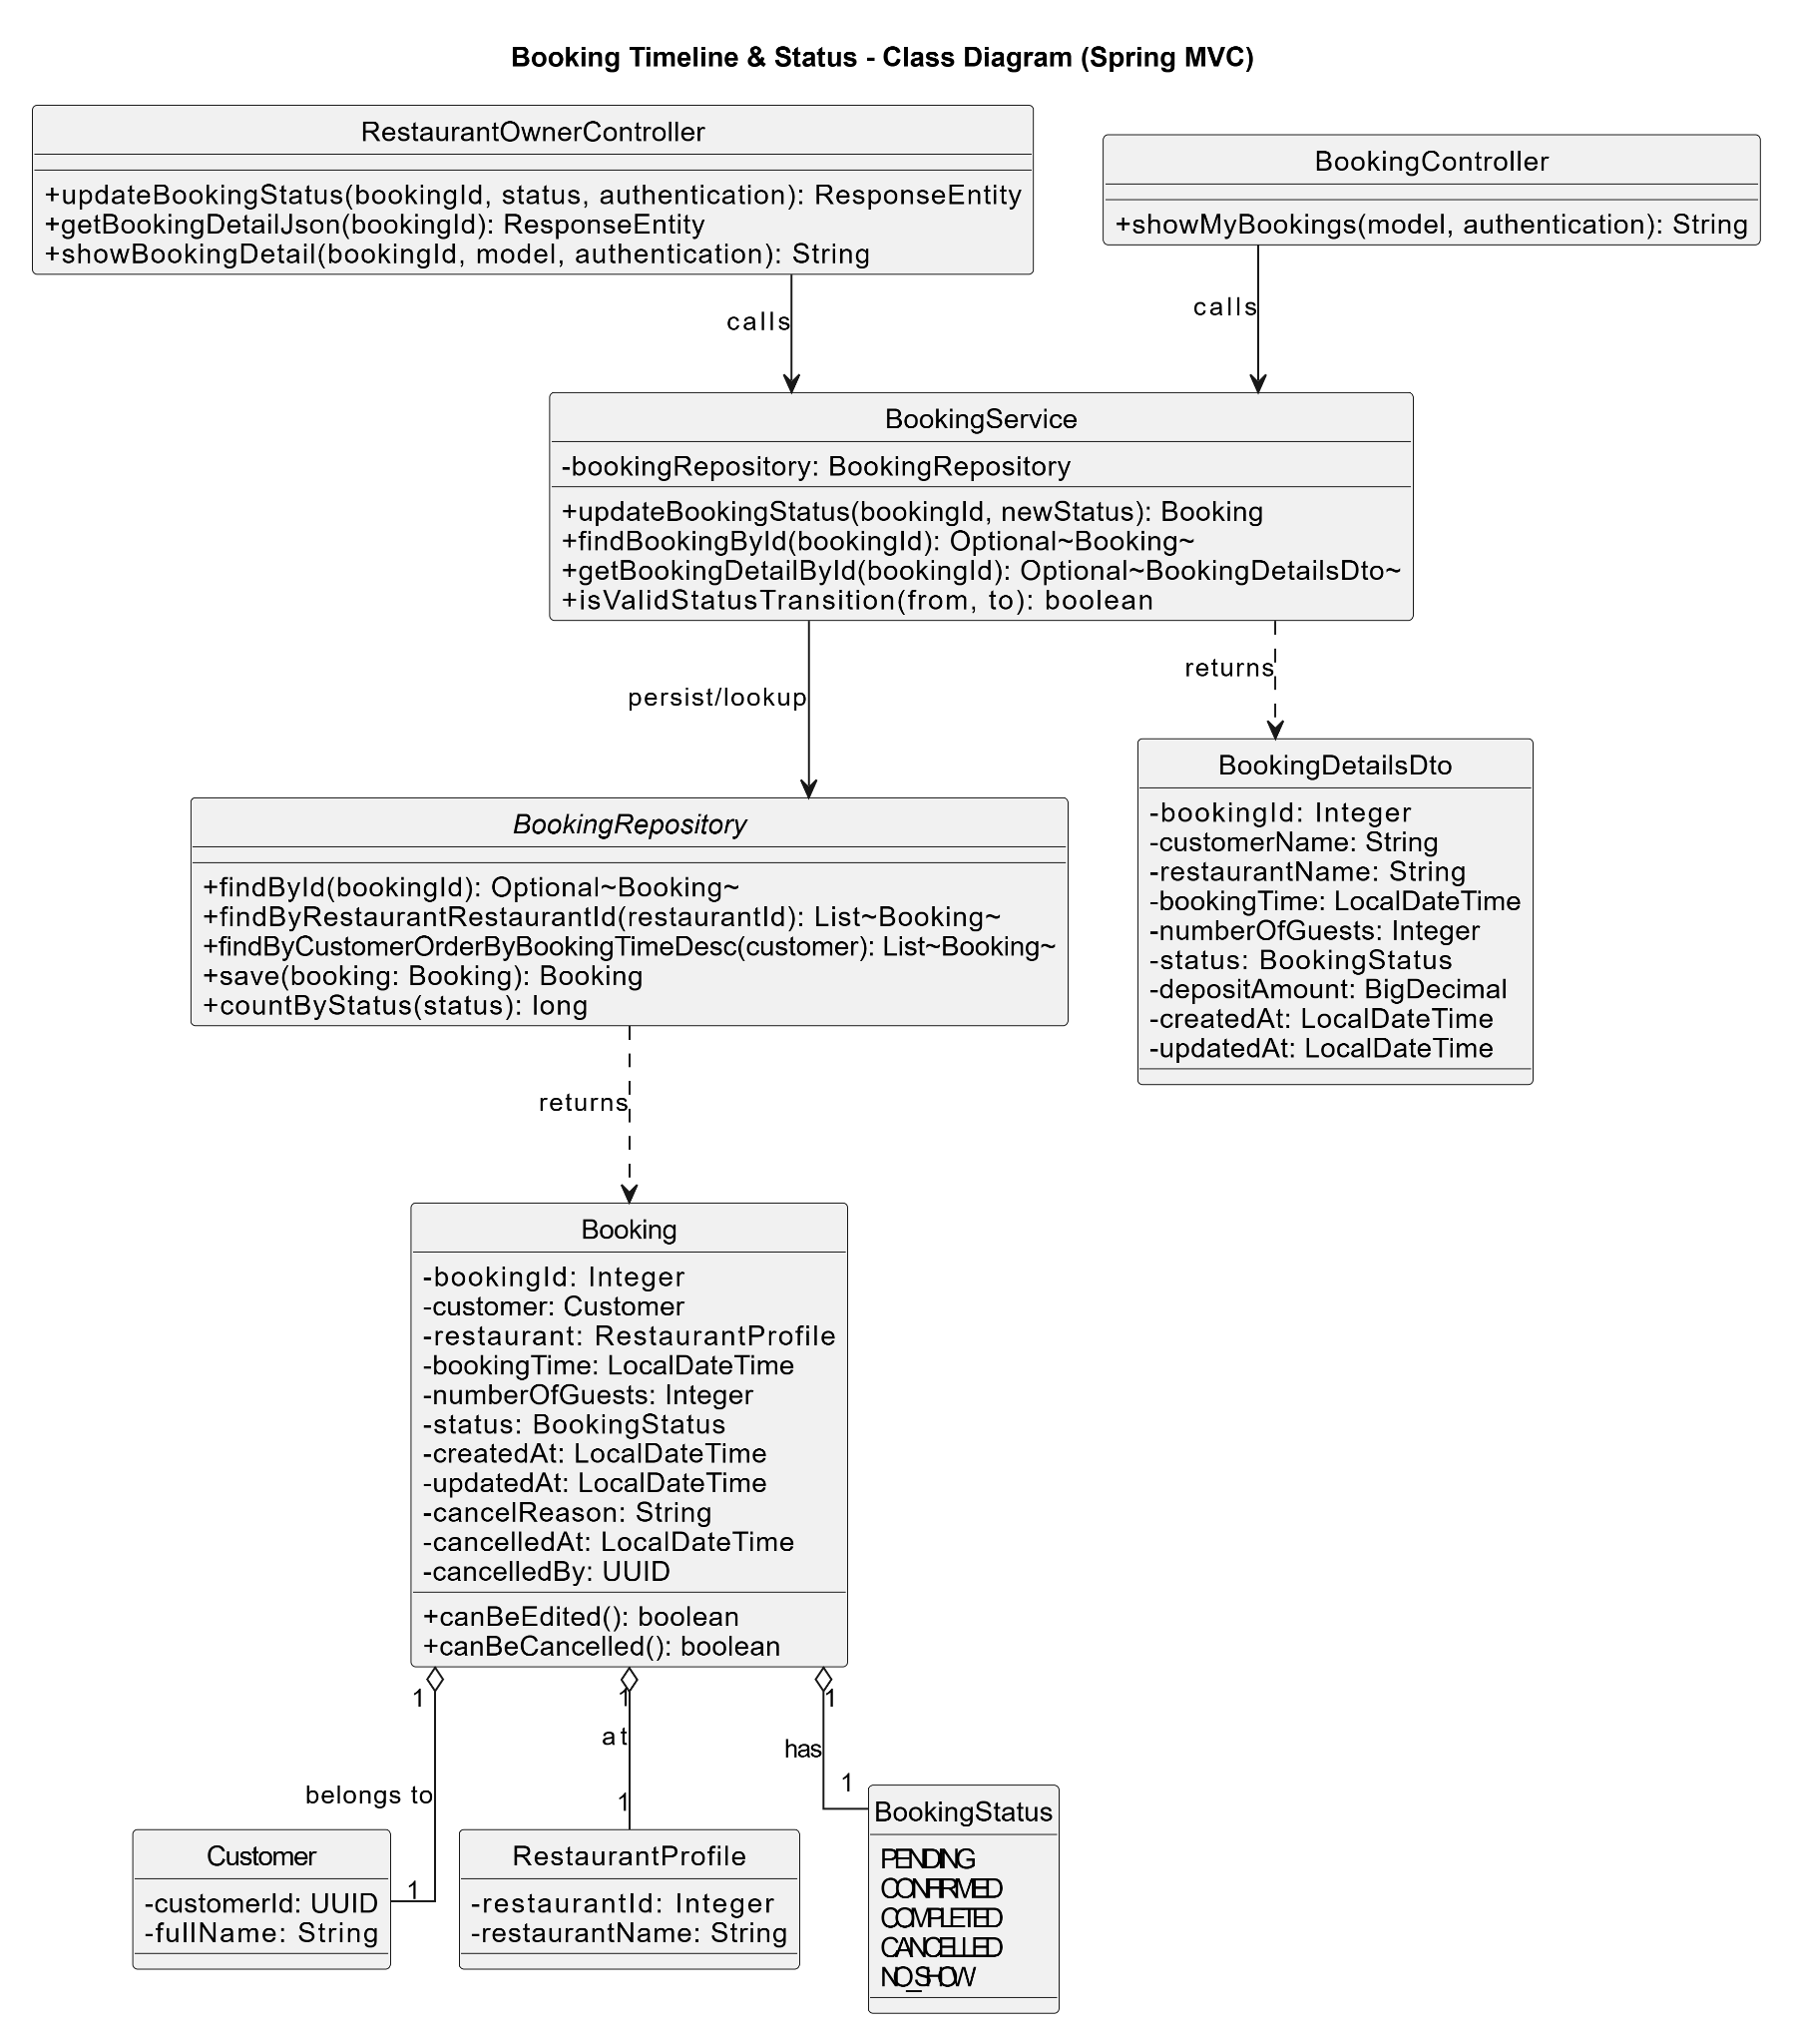 Booking Timeline & Status - Class Diagram (Spring MVC)
RestaurantOwnerController
+updateBookingStatus(bookingId, status, authentication): ResponseEntity
+getBookingDetailJson(bookingId): ResponseEntity
+showBookingDetail(bookingId, model, authentication): String
BookingController
+showMyBookings(model, authentication): String
calls
calls
BookingService
-bookingRepository: BookingRepository
+updateBookingStatus(bookingId, newStatus): Booking
+findBookingById(bookingId): Optional~Booking~
+getBookingDetailById(bookingId): Optional~BookingDetailsDto~
+isValidStatusTransition(from, to): boolean
persist/lookup
returns
BookingRepository
+findById(bookingId): Optional~Booking~
+findByRestaurantRestaurantId(restaurantId): List~Booking~
+findByCustomerOrderByBookingTimeDesc(customer): List~Booking~
+save(booking: Booking): Booking
+countByStatus(status): long
BookingDetailsDto
-bookingId: Integer
-customerName: String
-restaurantName: String
-bookingTime: LocalDateTime
-numberOfGuests: Integer
-status: BookingStatus
-depositAmount: BigDecimal
-createdAt: LocalDateTime
-updatedAt: LocalDateTime
returns
Booking
-bookingId: Integer
-customer: Customer
-restaurant: RestaurantProfile
-bookingTime: LocalDateTime
-numberOfGuests: Integer
-status: BookingStatus
-createdAt: LocalDateTime
-updatedAt: LocalDateTime
-cancelReason: String
-cancelledAt: LocalDateTime
-cancelledBy: UUID
+canBeEdited(): boolean
+canBeCancelled(): boolean
1
1
1
at
has
belongs to
1
1
1
Customer
-customerId: UUID
-fullName: String
RestaurantProfile
-restaurantId: Integer
-restaurantName: String
BookingStatus
PENDING
CONFIRMED
COMPLETED
CANCELLED
NO_SHOW